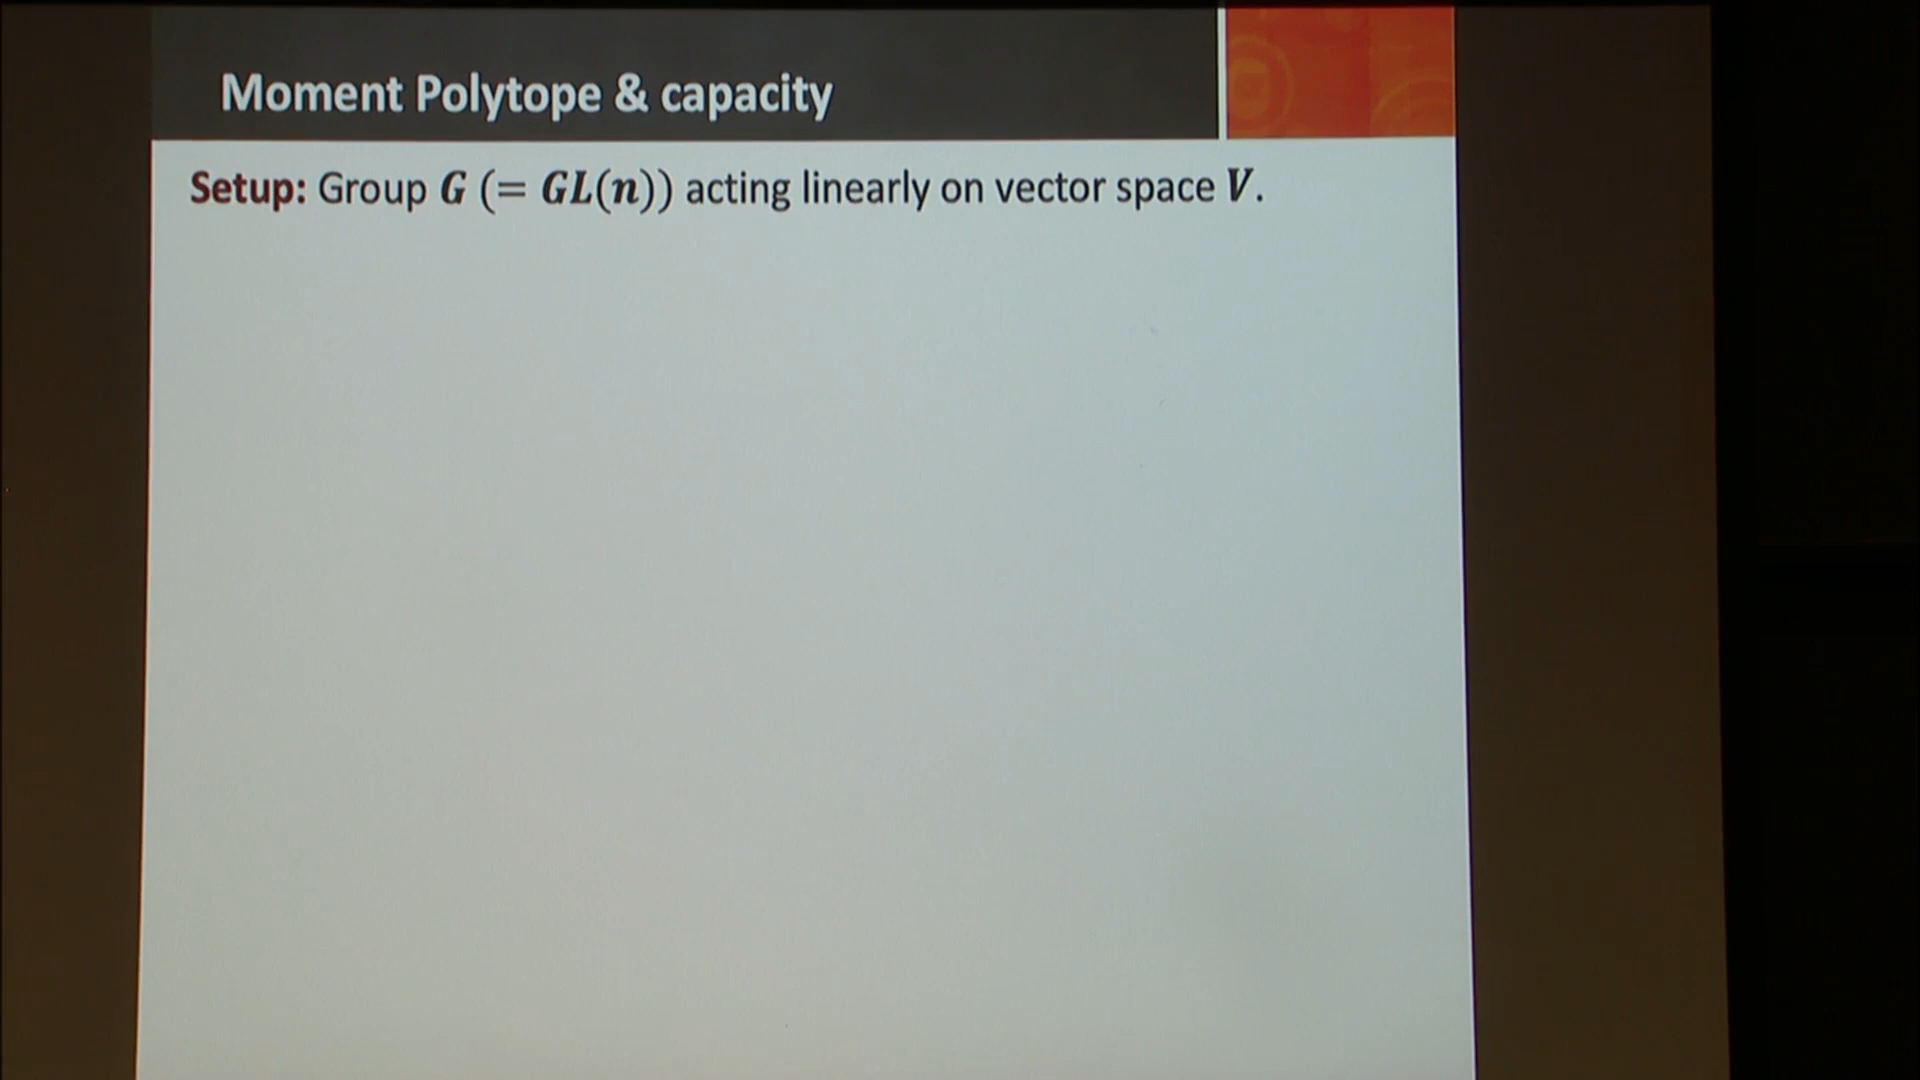 Moment Polytope & capacity
Setup: Group G (= GL(n)) acting linearly on vector space V.